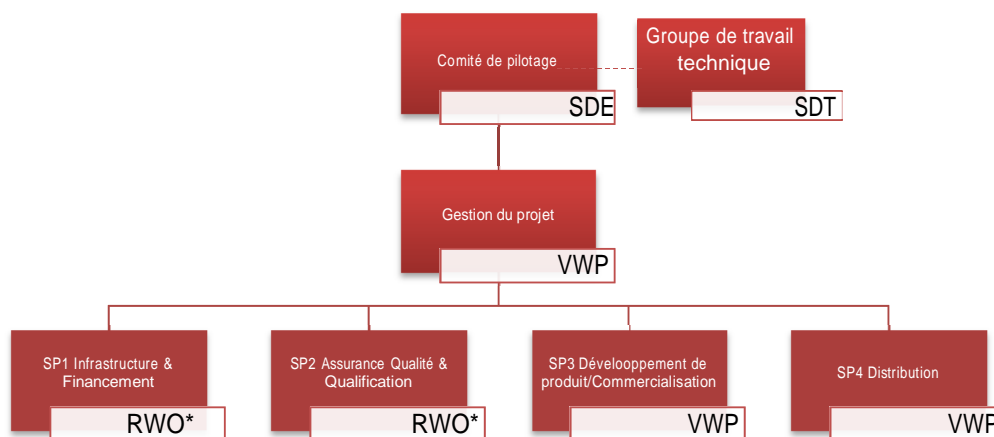 Comité de pilotage
SDE
Groupe de travail
technique
SDT
Gestion du projet
VWP
SP1 Infrastructure &
Financement
RWO*
SP2 Assurance Qualité &
Qualification
RWO*
SP3 Dévelooppement de
produit/Commercialisation
VWP
SP4 Distribution
VWP